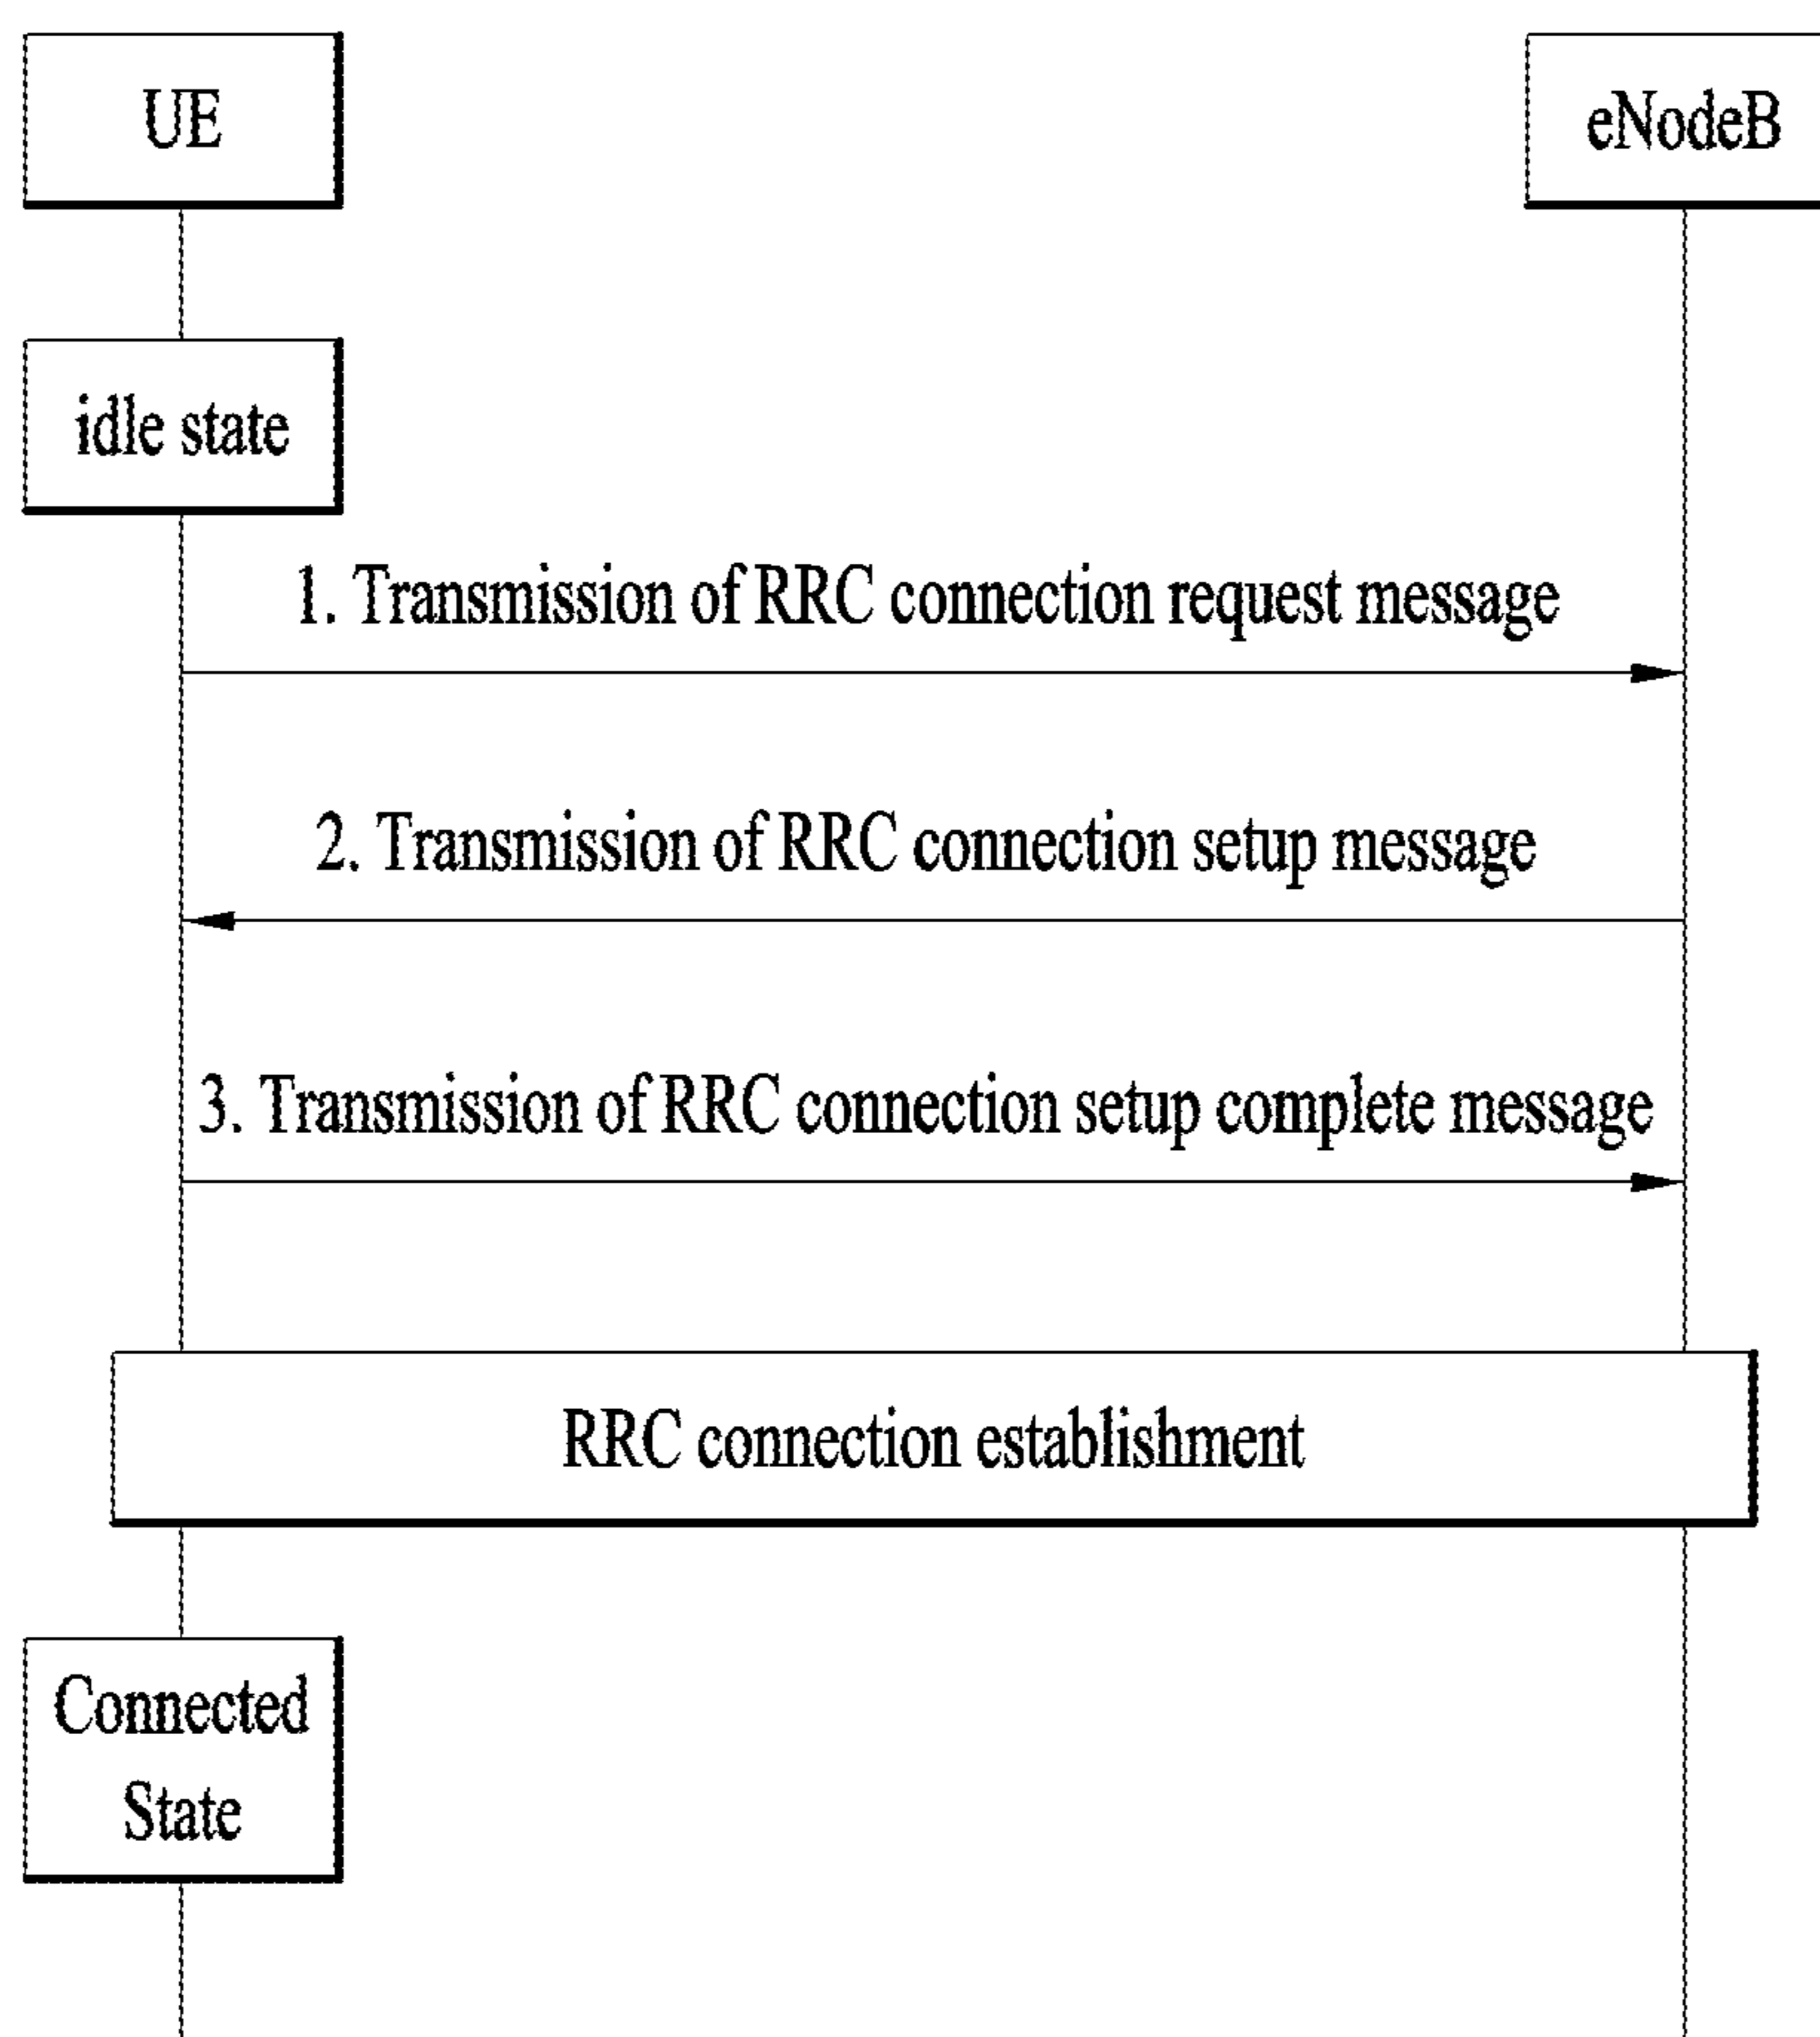 UE
eNodeB
idle state
1. Transmission of RRC connection request message
2. Transmission of RRC connection setup message
3. Transmission of RRC connection setup complete message
RRC connection establishment
Connected
State